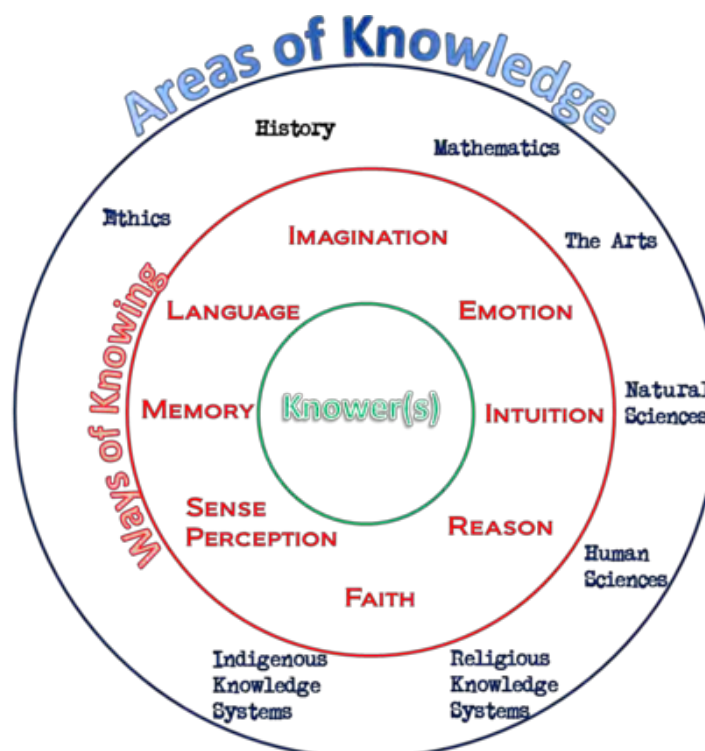 Areas of Knowledge
History
Mathematics
Ethics
The Arts
Natural
Sciences
Human
Sciences
Religious
Knowledge
Systems
Indigenous
Knowledge
Systems
Ways of Knowing
IMAGINATION
LANGUAGE
EMOTION
MEMORY
INTUITION
SENSE
PERCEPTION
REASON
FAITH
Knower(s)